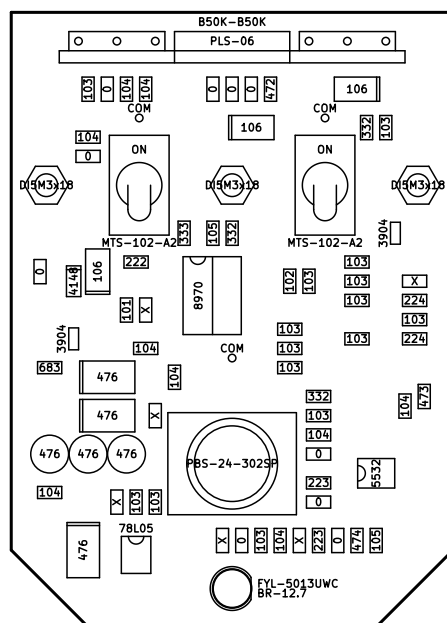 B50K-B50K
PLS-06
103 0 104 104 0 0 0 472
106
COM COM
106 332 103
104
ON ON
0
DI5M3x18 DI5M3x18 DI5M3x18
333 105 332 3904
MTS-102-A2 MTS-102-A2
222 103
0 4148 106 8970 102 103 103 X
103 224
101 X 103
3904 103 103 224
104 103
COM
683 476 104 103
332 104 473
476 X 103
104
476 476 476 PBS-24-302SP 0
5532
223
104 0
X 103 103
78L05
476 X 0 103 104 X 223 0 474 105
FYL-5013UWC
BR-12.7